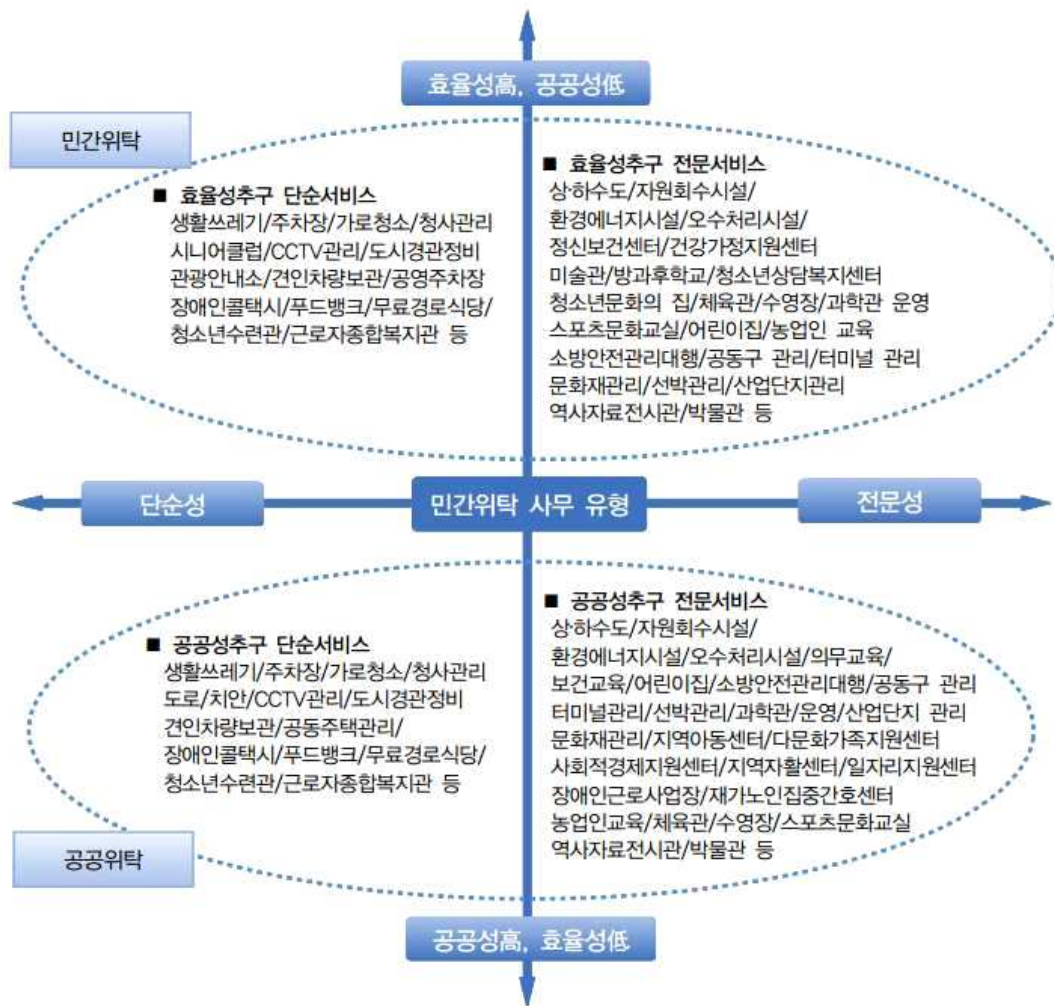 효율성高, 공공성低
민간위탁
■ 효율성추구 단순서비스
생활쓰레기/주차장/가로청소/청사관리
시니어클럽/CCTV관리/도시경관정비
관광안내소/견인차량보관/공영주차장
장애인콜택시/푸드뱅크/무료경로식당/
청소년수련관/근로자종합복지관 등
■ 효율성추구 전문서비스
상·하수도/자원회수시설/
환경에너지시설/오수처리시설/
정신보건센터/건강가정지원센터
미술관/방과후학교/청소년상담복지센터
청소년문화의 집/체육관/수영장/과학관 운영
스포츠문화교실/어린이집/농업인 교육
소방안전관리대행/공동구 관리/터미널 관리
문화재관리/선박관리/산업단지관리
역사자료전시관/박물관 등
단순성
민간위탁 사무 유형
전문성
■ 공공성추구 단순서비스
생활쓰레기/주차장/가로청소/청사관리
도로/치안/CCTV관리/도시경관정비
견인차량보관/공동주택관리/
장애인콜택시/푸드뱅크/무료경로식당/
청소년수련관/근로자종합복지관 등
■ 공공성추구 전문서비스
상·하수도/자원회수시설/
환경에너지시설/오수처리시설/의무교육/
보건교육/어린이집/소방안전관리대행/공동구 관리
터미널관리/선박관리/과학관/운영/산업단지 관리
문화재관리/지역아동센터/다문화가족지원센터
사회적경제지원센터/지역자활센터/일자리지원센터
장애인근로사업장/재가노인집중간호센터
농업인교육/체육관/수영장/스포츠문화교실
역사자료전시관/박물관 등
공공위탁
공공성高, 효율성低